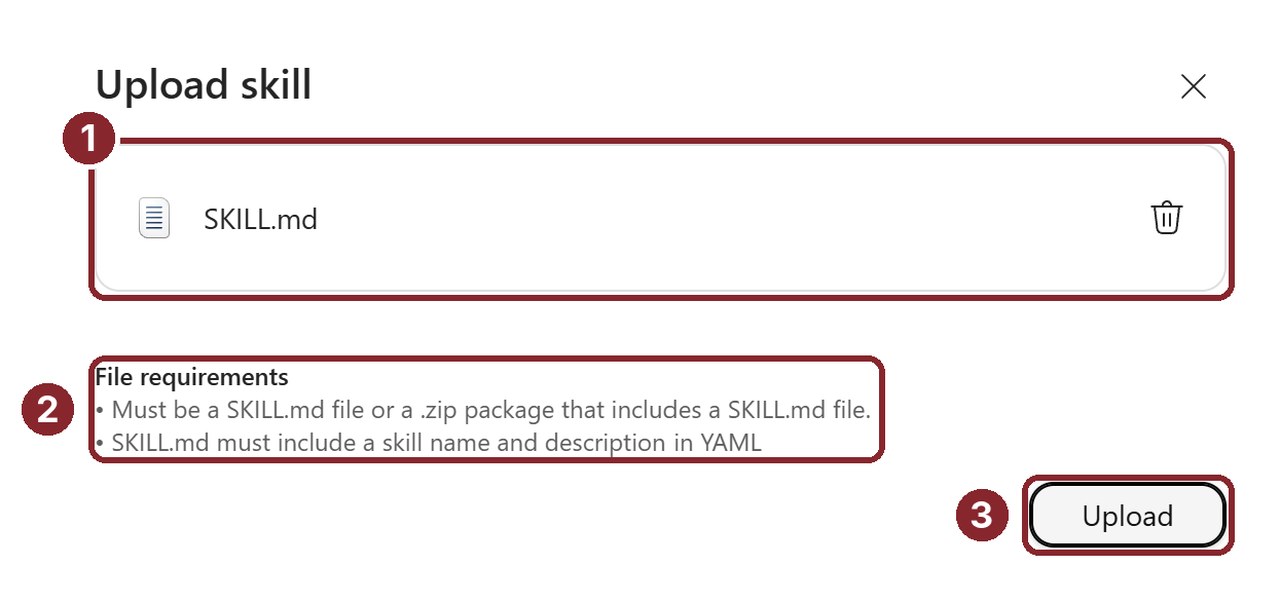 Upload skill
1
SKILL.md
File requirements
2
• Must be a SKILL.md file or a .zip package that includes a SKILL.md file.
• SKILL.md must include a skill name and description in YAML
3
Upload